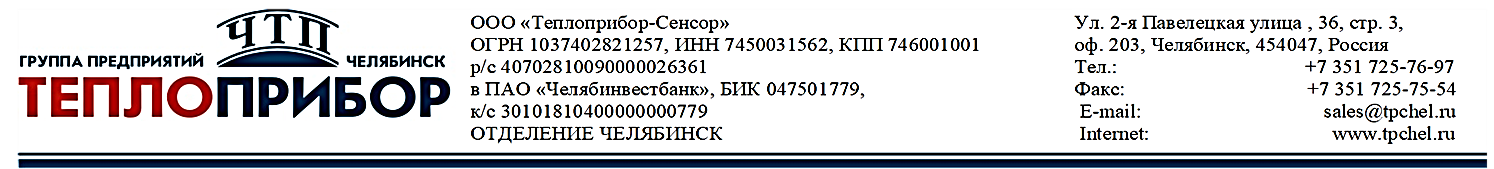 ЧТП
ГРУППА ПРЕДПРИЯТИЙ ЧЕЛЯБИНСК
ТЕПЛОПРИБОР
ООО «Теплоприбор-Сенсор»
ОГРН 1037402821257, ИНН 7450031562, КПП 746001001
р/с 40702810090000026361
в ПАО «Челябинвестбанк», БИК 047501779,
к/с 30101810400000000779
ОТДЕЛЕНИЕ ЧЕЛЯБИНСК
Ул. 2-я Павелецкая улица , 36, стр. 3,
оф. 203, Челябинск, 454047, Россия
Тел.: +7 351 725-76-97
Факс: +7 351 725-75-54
E-mail: sales@tpchel.ru
Internet: www.tpchel.ru